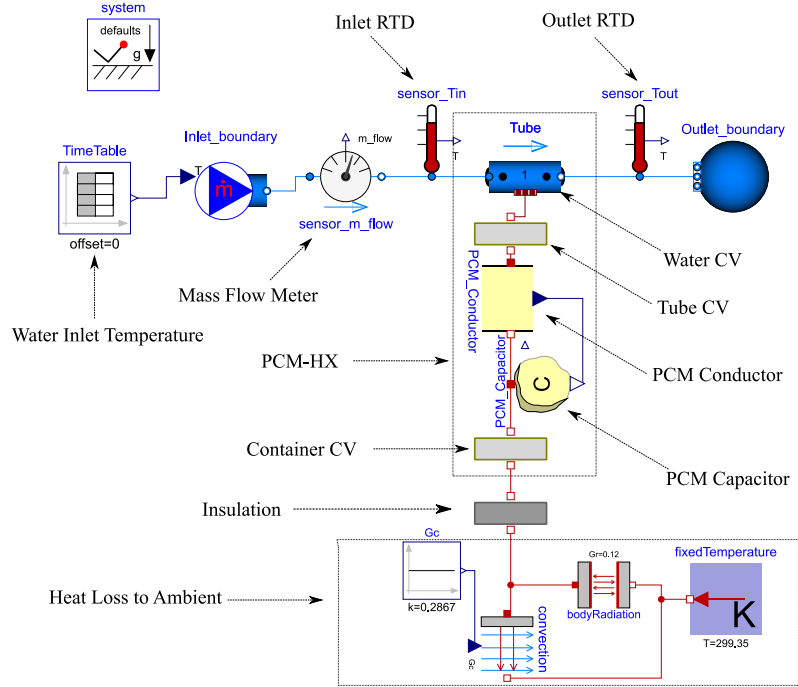 system
defaults
g
Inlet RTD
Outlet RTD
sensor_Tin
sensor_Tout
TimeTable
Inlet_boundary
m_flow
Tube
Outlet_boundary
T
ṁ
T
1
T
offset=0
sensor_m_flow
Water CV
Mass Flow Meter
Tube CV
Water Inlet Temperature
PCM_Conductor
PCM-HX
PCM Conductor
PCM_Capacitor
C
Container CV
PCM Capacitor
Insulation
Gc
Gr=0.12
fixedTemperature
Heat Loss to Ambient
k=0.2867
bodyRadiation
K
convection
T=299.35
Gc